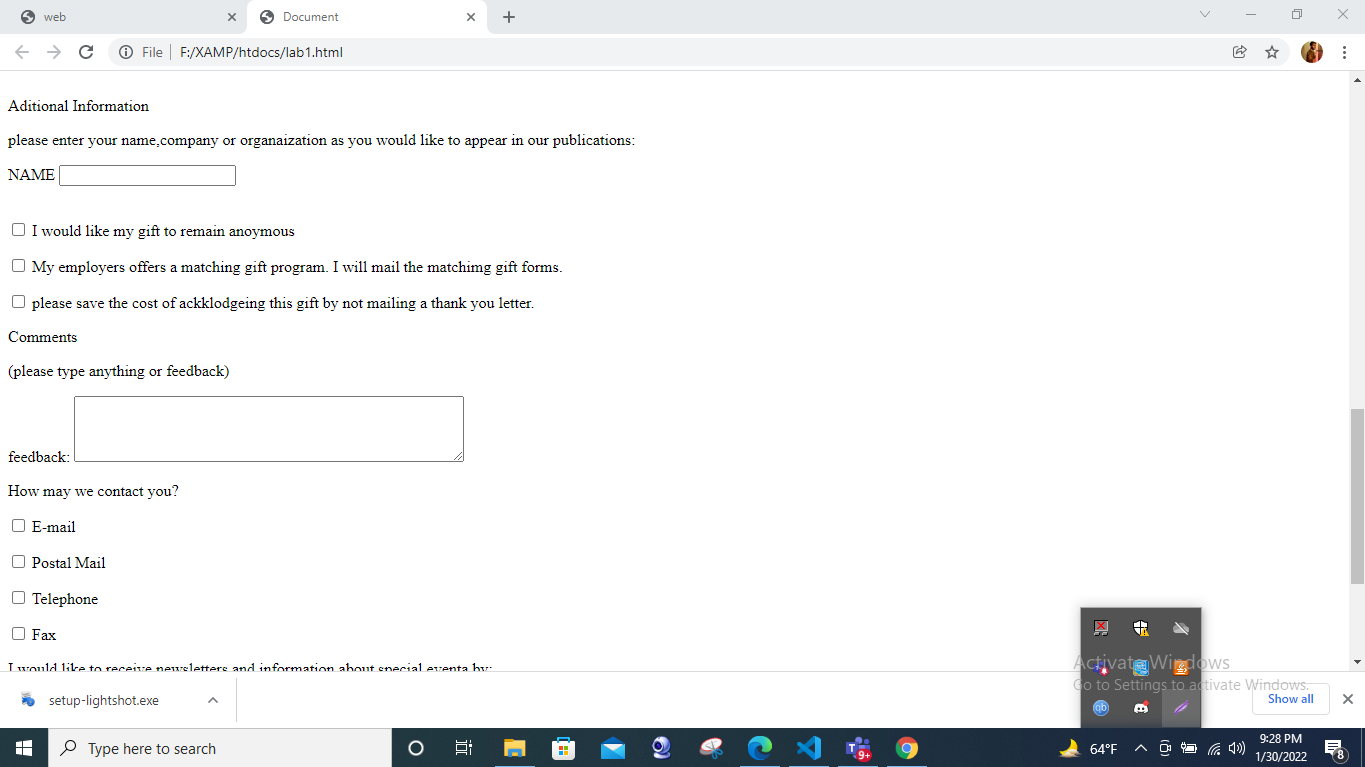 web
Document
File
F:/XAMP/htdocs/lab1.html
Aditional Information
please enter your name,company or organaization as you would like to appear in our publications:
NAME
I would like my gift to remain anoymous
My employers offers a matching gift program. I will mail the matchimg gift forms.
please save the cost of ackklodgeing this gift by not mailing a thank you letter.
Comments
(please type anything or feedback)
feedback:
How may we contact you?
E-mail
Postal Mail
Telephone
Fax
I would like to receive newsletters and information about special eventa by:
Activate Windows
Go to Settings to activate Windows.
qb
setup-lightshot.exe
Show all
Type here to search
9+
64°F
9:28 PM
1/30/2022
8